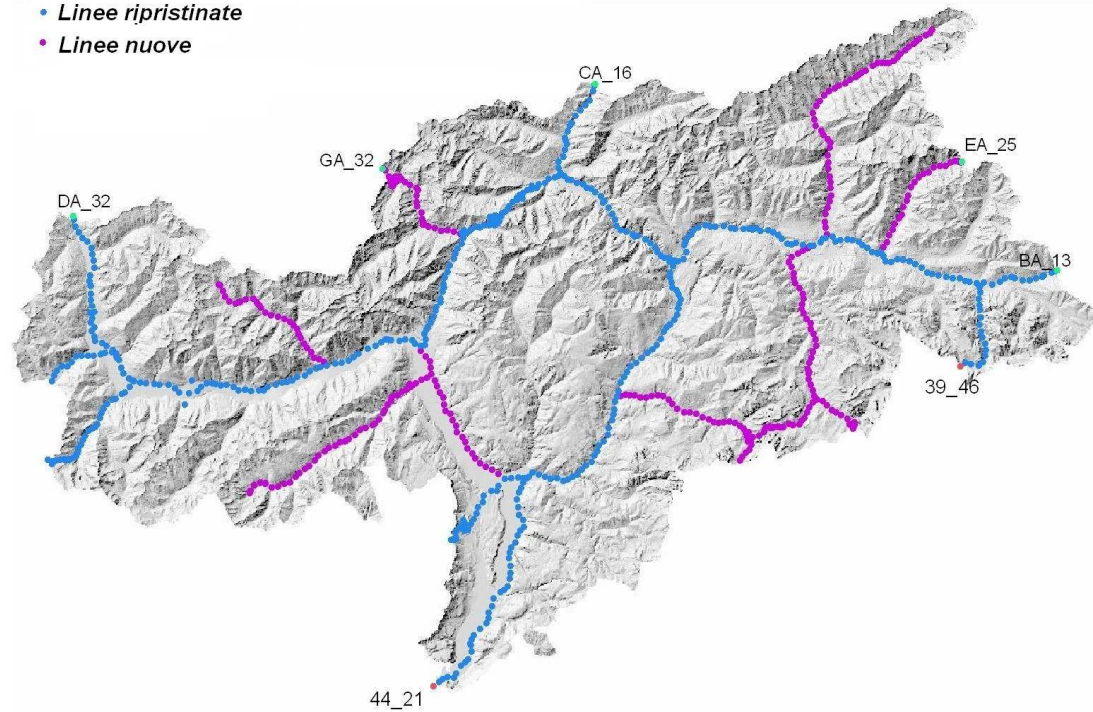 Linee ripristinate
Linee nuove
CA_16
GA_32
EA_25
DA_32
BA_13
39_46
44_21